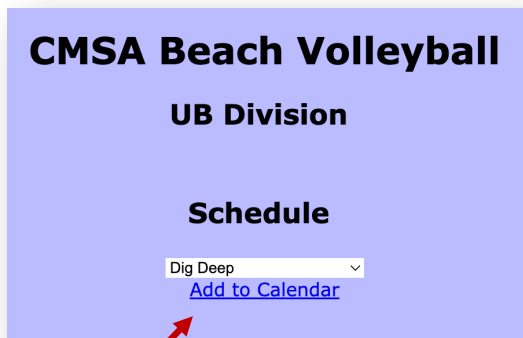 CMSA Beach Volleyball
UB Division
Schedule
Dig Deep
Add to Calendar